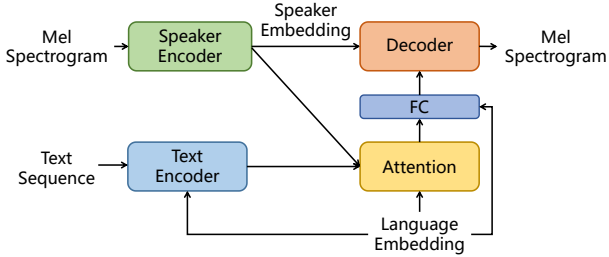 Speaker
Embedding
Mel
Spectrogram
Speaker
Encoder
Decoder
Mel
Spectrogram
FC
Text
Sequence
Text
Encoder
Attention
Language
Embedding